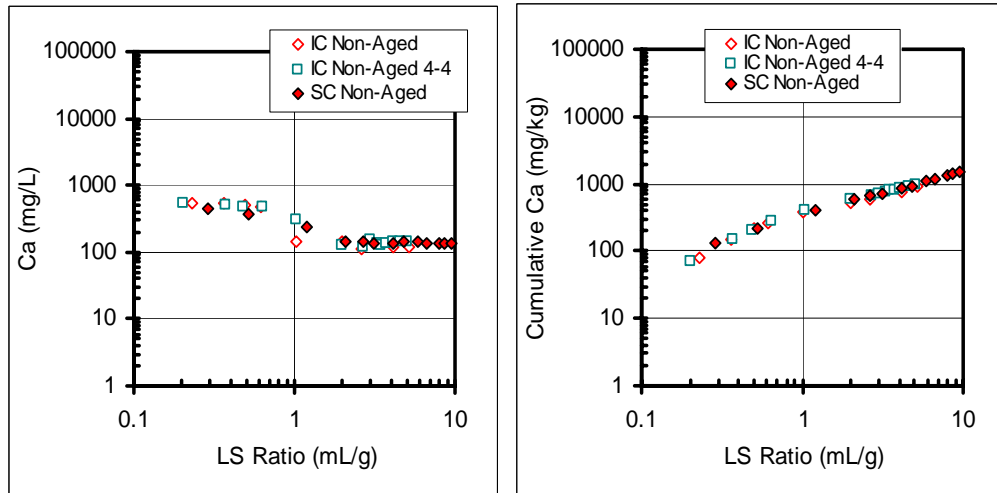 IC Non-Aged
IC Non-Aged 4-4
SC Non-Aged
100000
10000
1000
100
10
1
Ca (mg/L)
0.1
1
10
LS Ratio (mL/g)
IC Non-Aged
IC Non-Aged 4-4
SC Non-Aged
100000
10000
1000
100
10
1
Cumulative Ca (mg/kg)
0.1
1
10
LS Ratio (mL/g)